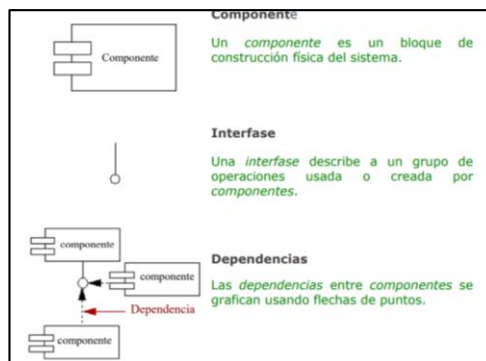 Componente
Un componente es un bloque de
construcción física del sistema.
Componente
Interfase
Una interfase describe a un grupo de
operaciones usada o creada por
componentes.
componente
componente
Dependencias
Las dependencias entre componentes se
grafican usando flechas de puntos.
Dependencia
componente